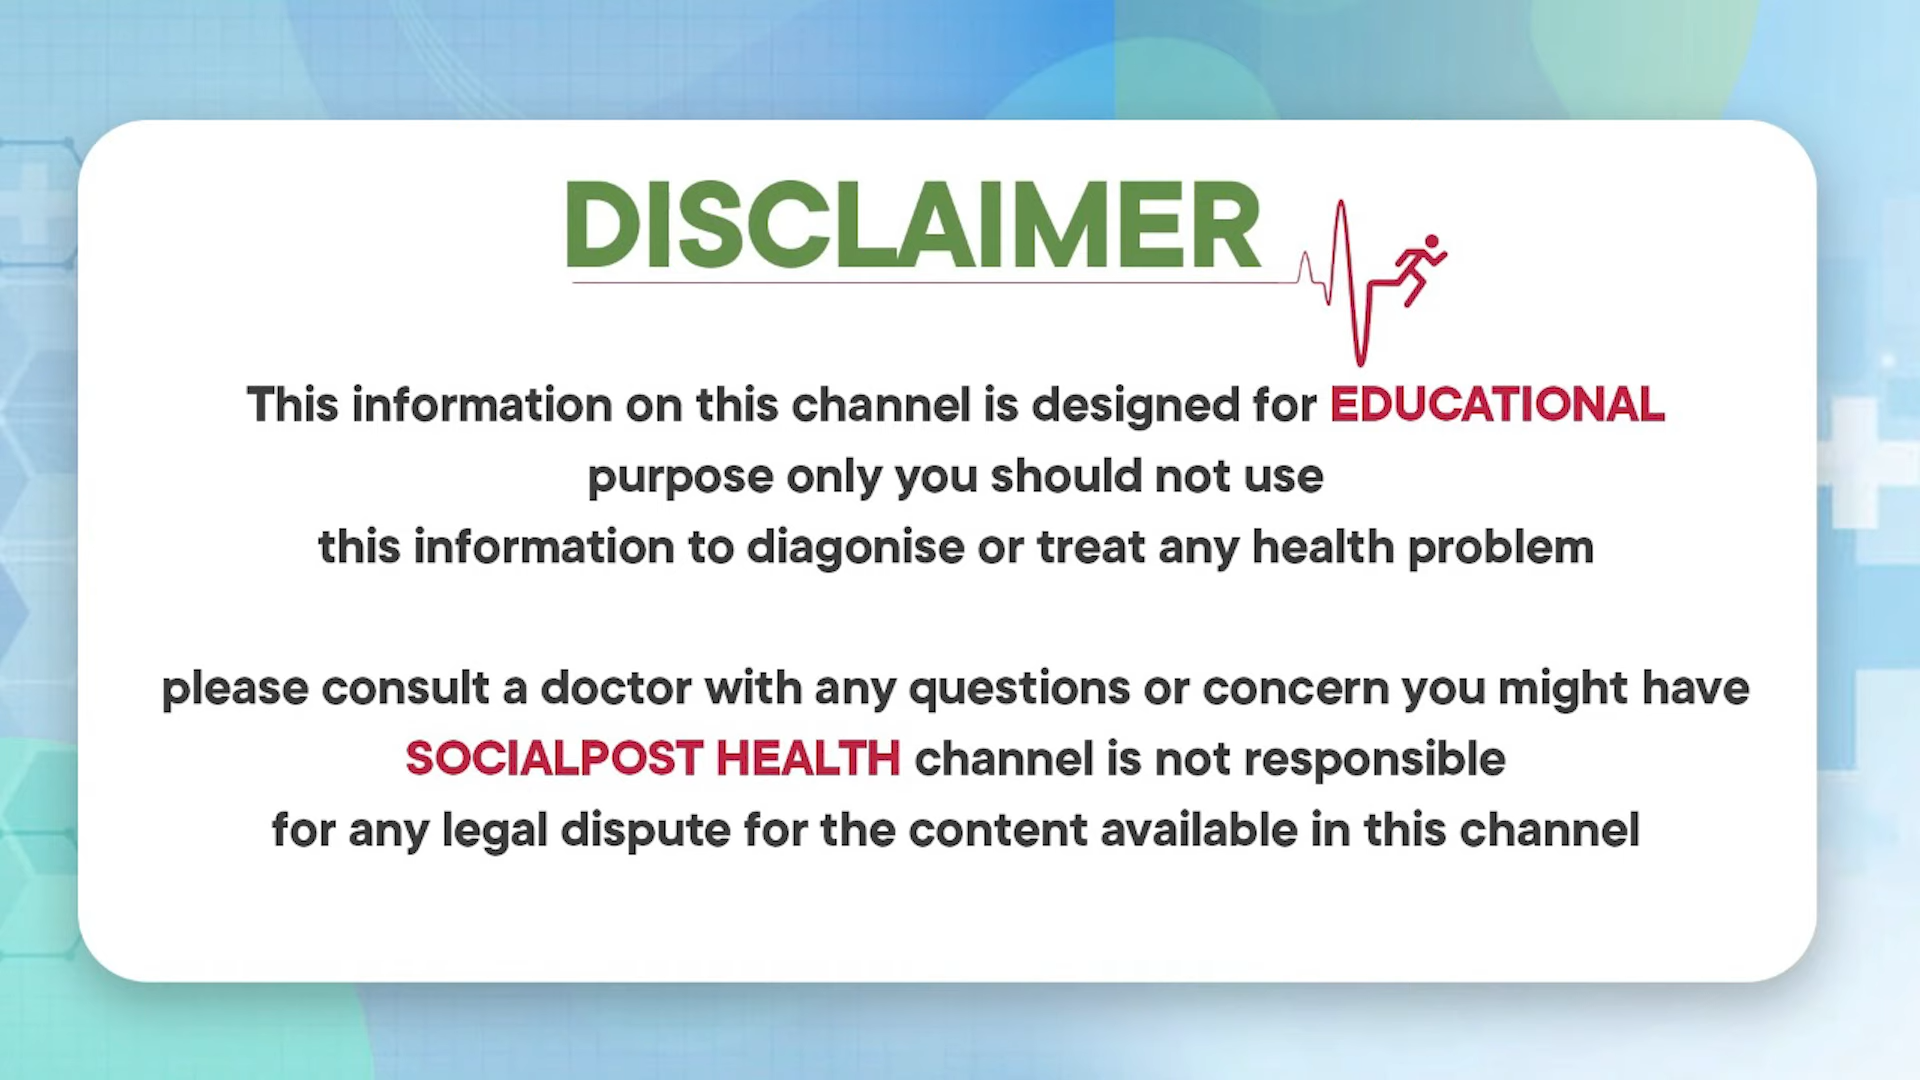 DISCLAIMER
This information on this channel is designed for EDUCATIONAL
purpose only you should not use
this information to diagonise or treat any health problem
please consult a doctor with any questions or concern you might have
SOCIALPOST HEALTH channel is not responsible
for any legal dispute for the content available in this channel